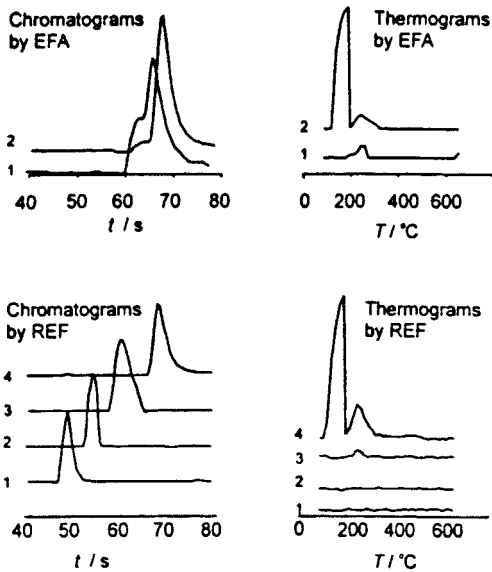 Chromatograms
by EFA
2
1
40 50 60 70 80
t / s
Thermograms
by EFA
2
1
0 200 400 600
T / °C
Chromatograms
by REF
4
3
2
1
40 50 60 70 80
t / s
Thermograms
by REF
4
3
2
1
0 200 400 600
T / °C